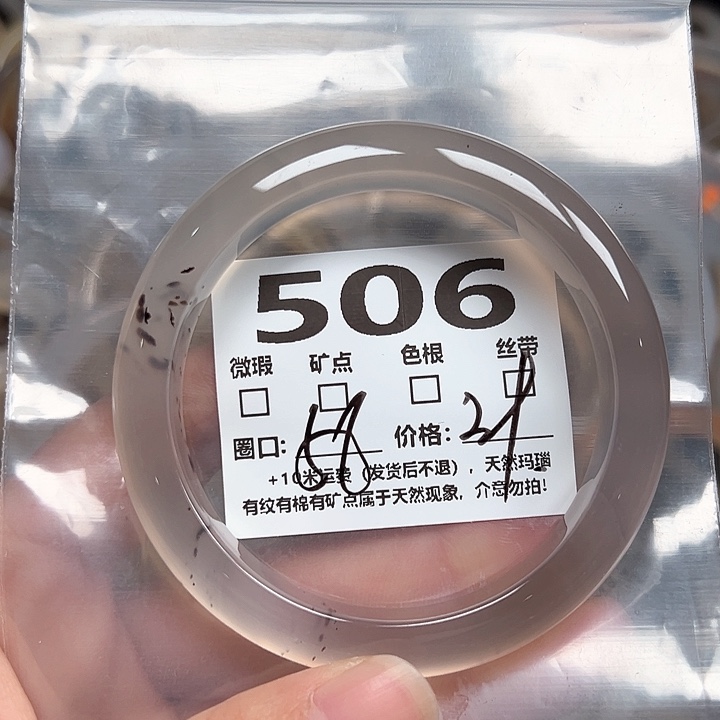 506
微瑕 矿点 色根 丝带
圈口: 价格:
+10米运费 (发货后不退) , 天然玛瑙
有纹有棉有矿点属于天然现象, 介意勿拍!